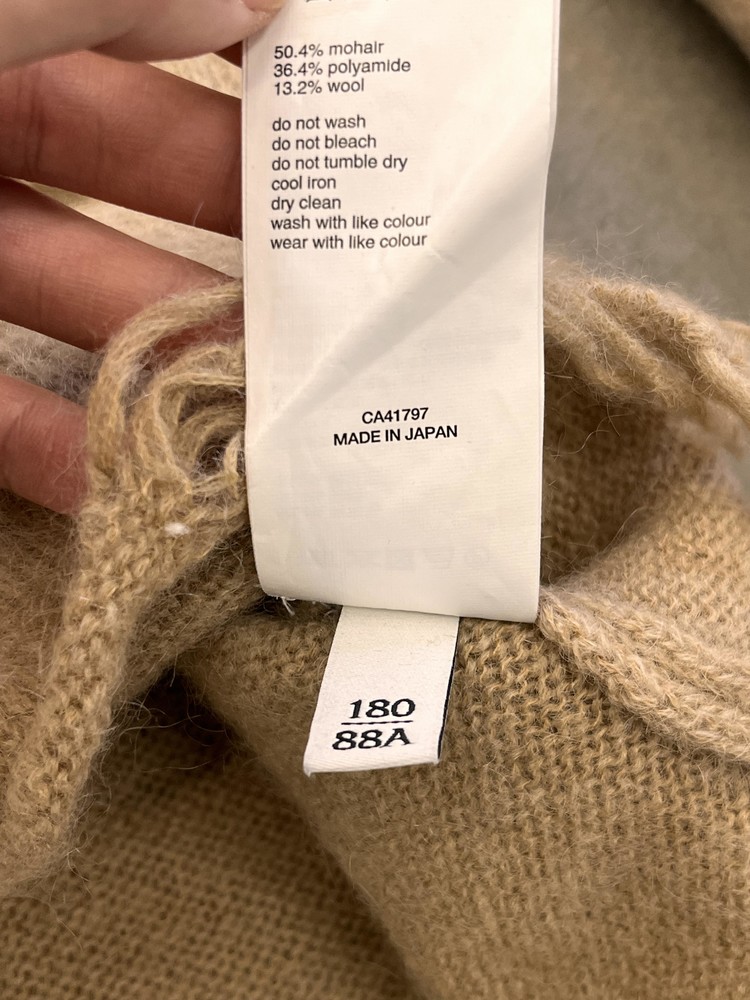 50.4% mohair
36.4% polyamide
13.2% wool
do not wash
do not bleach
do not tumble dry
cool iron
dry clean
wash with like colour
wear with like colour
CA41797
MADE IN JAPAN
180
88A